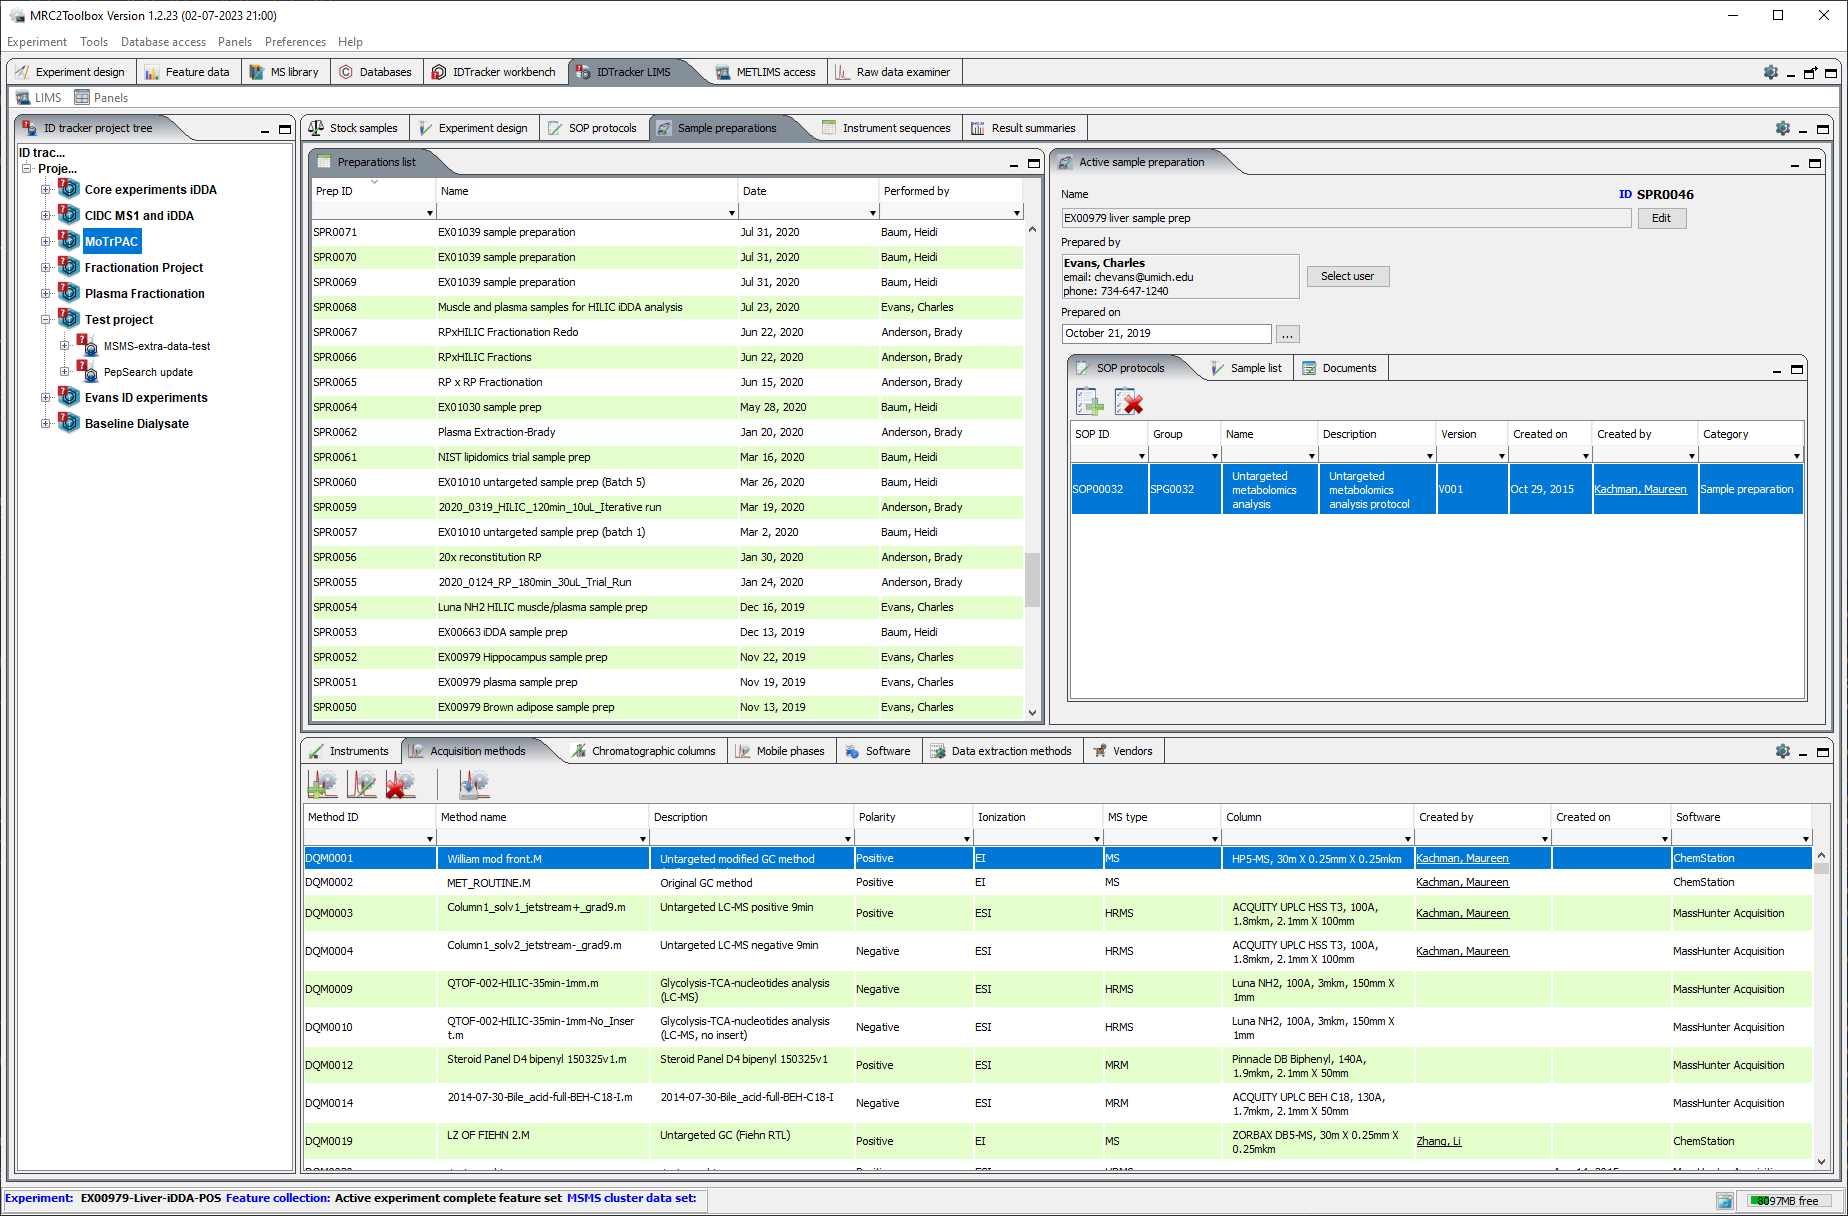 MRC2Toolbox Version 1.2.23 (02-07-2023 21:00)
Experiment Tools Database access Panels Preferences Help
Experiment design Feature data MS library Databases IDTracker workbench IDTracker LIMS METLIMS access Raw data examiner
LIMS Panels
ID tracker project tree
ID trac...
Proje...
Core experiments iDDA
CIDC MS1 and iDDA
MoTrPAC
Fractionation Project
Plasma Fractionation
Test project
MSMS-extra-data-test
PepSearch update
Evans ID experiments
Baseline Dialysate
Stock samples Experiment design SOP protocols Sample preparations Instrument sequences Result summaries
Preparations list
Prep ID Name Date Performed by
SPR0071 EX01039 sample preparation Jul 31, 2020 Baum, Heidi
SPR0070 EX01039 sample preparation Jul 31, 2020 Baum, Heidi
SPR0069 EX01039 sample preparation Jul 31, 2020 Baum, Heidi
SPR0068 Muscle and plasma samples for HILIC iDDA analysis Jul 23, 2020 Evans, Charles
SPR0067 RPxHILIC Fractionation Redo Jun 22, 2020 Anderson, Brady
SPR0066 RPxHILIC Fractions Jun 22, 2020 Anderson, Brady
SPR0065 RP x RP Fractionation Jun 15, 2020 Anderson, Brady
SPR0064 EX01030 sample prep May 28, 2020 Baum, Heidi
SPR0062 Plasma Extraction-Brady Jan 20, 2020 Anderson, Brady
SPR0061 NIST lipidomics trial sample prep Mar 16, 2020 Baum, Heidi
SPR0060 EX01010 untargeted sample prep (Batch 5) Mar 26, 2020 Baum, Heidi
SPR0059 2020_0319_HILIC_120min_10uL_Iterative run Mar 19, 2020 Anderson, Brady
SPR0057 EX01010 untargeted sample prep (batch 1) Mar 2, 2020 Baum, Heidi
SPR0056 20x reconstitution RP Jan 30, 2020 Anderson, Brady
SPR0055 2020_0124_RP_180min_30uL_Trial_Run Jan 24, 2020 Anderson, Brady
SPR0054 Luna NH2 HILIC muscle/plasma sample prep Dec 16, 2019 Evans, Charles
SPR0053 EX00663 iDDA sample prep Dec 13, 2019 Baum, Heidi
SPR0052 EX00979 Hippocampus sample prep Nov 22, 2019 Evans, Charles
SPR0051 EX00979 plasma sample prep Nov 19, 2019 Evans, Charles
SPR0050 EX00979 Brown adipose sample prep Nov 13, 2019 Evans, Charles
Active sample preparation
Name ID SPR0046
EX00979 liver sample prep Edit
Prepared by
Evans, Charles
email: chevans@umich.edu
phone: 734-647-1240
Select user
Prepared on
October 21, 2019 ...
SOP protocols Sample list Documents
SOP ID Group Name Description Version Created on Created by Category
SOP00032 SPG0032 Untargeted metabolomics analysis Untargeted metabolomics analysis protocol V001 Oct 29, 2015 Kachman, Maureen Sample preparation
Instruments Acquisition methods Chromatographic columns Mobile phases Software Data extraction methods Vendors
Method ID Method name Description Polarity Ionization MS type Column Created by Created on Software
DQM0001 William mod front.M Untargeted modified GC method Positive EI MS HP5-MS, 30m X 0.25mm X 0.25mkm Kachman, Maureen ChemStation
DQM0002 MET_ROUTINE.M Original GC method Positive EI MS Kachman, Maureen ChemStation
DQM0003 Column1_solv1_jetstream+_grad9.m Untargeted LC-MS positive 9min Positive ESI HRMS ACQUITY UPLC HSS T3, 100A, 1.8mkm, 2.1mm X 100mm Kachman, Maureen MassHunter Acquisition
DQM0004 Column1_solv2_jetstream-_grad9.m Untargeted LC-MS negative 9min Negative ESI HRMS ACQUITY UPLC HSS T3, 100A, 1.8mkm, 2.1mm X 100mm Kachman, Maureen MassHunter Acquisition
DQM0009 QTOF-002-HILIC-35min-1mm.m Glycolysis-TCA-nucleotides analysis (LC-MS) Negative ESI HRMS Luna NH2, 100A, 3mkm, 150mm X 1mm MassHunter Acquisition
DQM0010 QTOF-002-HILIC-35min-1mm-No_Insert.m Glycolysis-TCA-nucleotides analysis (LC-MS, no insert) Negative ESI HRMS Luna NH2, 100A, 3mkm, 150mm X 1mm MassHunter Acquisition
DQM0012 Steroid Panel D4 bipenyl 150325v1.m Steroid Panel D4 bipenyl 150325v1 Positive ESI MRM Pinnacle DB Biphenyl, 140A, 1.9mkm, 2.1mm X 50mm MassHunter Acquisition
DQM0014 2014-07-30-Bile_acid-full-BEH-C18-I.m 2014-07-30-Bile_acid-full-BEH-C18-I Negative ESI MRM ACQUITY UPLC BEH C18, 130A, 1.7mkm, 2.1mm X 50mm MassHunter Acquisition
DQM0019 LZ OF FIEHN 2.M Untargeted GC (Fiehn RTL) Positive EI MS ZORBAX DB5-MS, 30m X 0.25mm X 0.25mkm Zhang, Li ChemStation
Experiment: EX00979-Liver-iDDA-POS Feature collection: Active experiment complete feature set MSMS cluster data set:
8097MB free